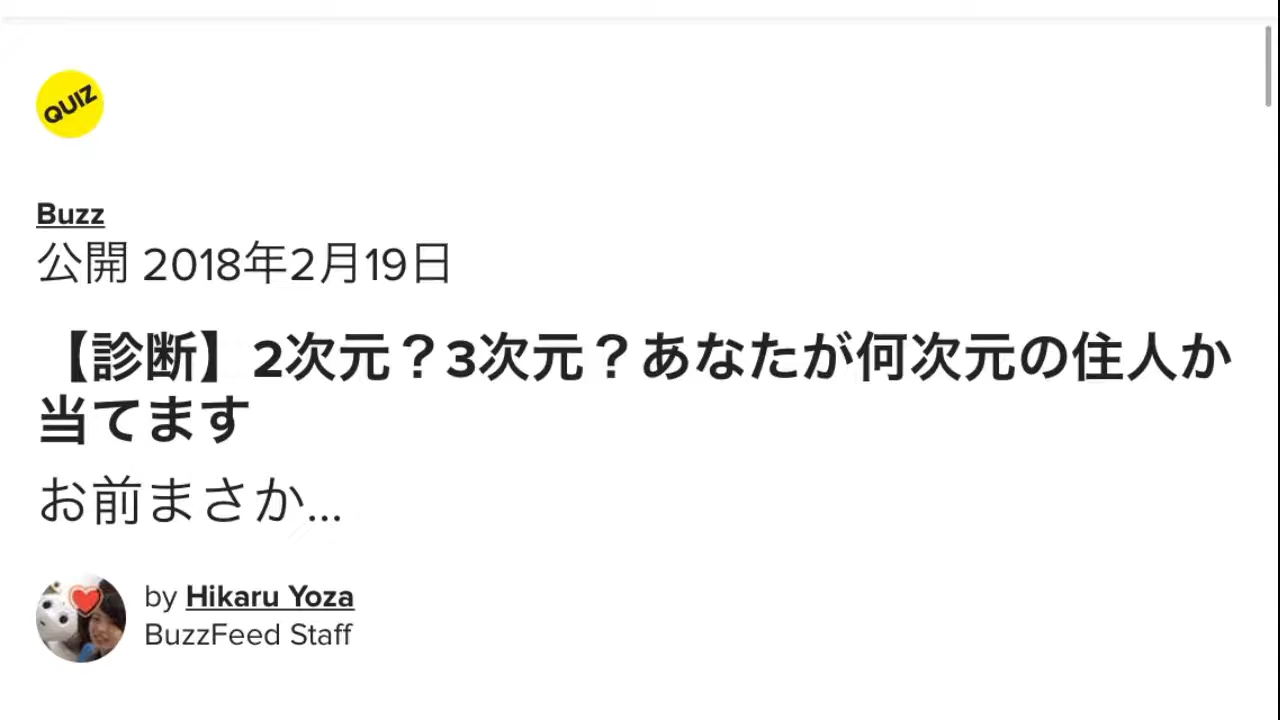 QUIZ
Buzz
公開 2018年2月19日
【診断】2次元？3次元？あなたが何次元の住人か
当てます
お前まさか...
by Hikaru Yoza
BuzzFeed Staff